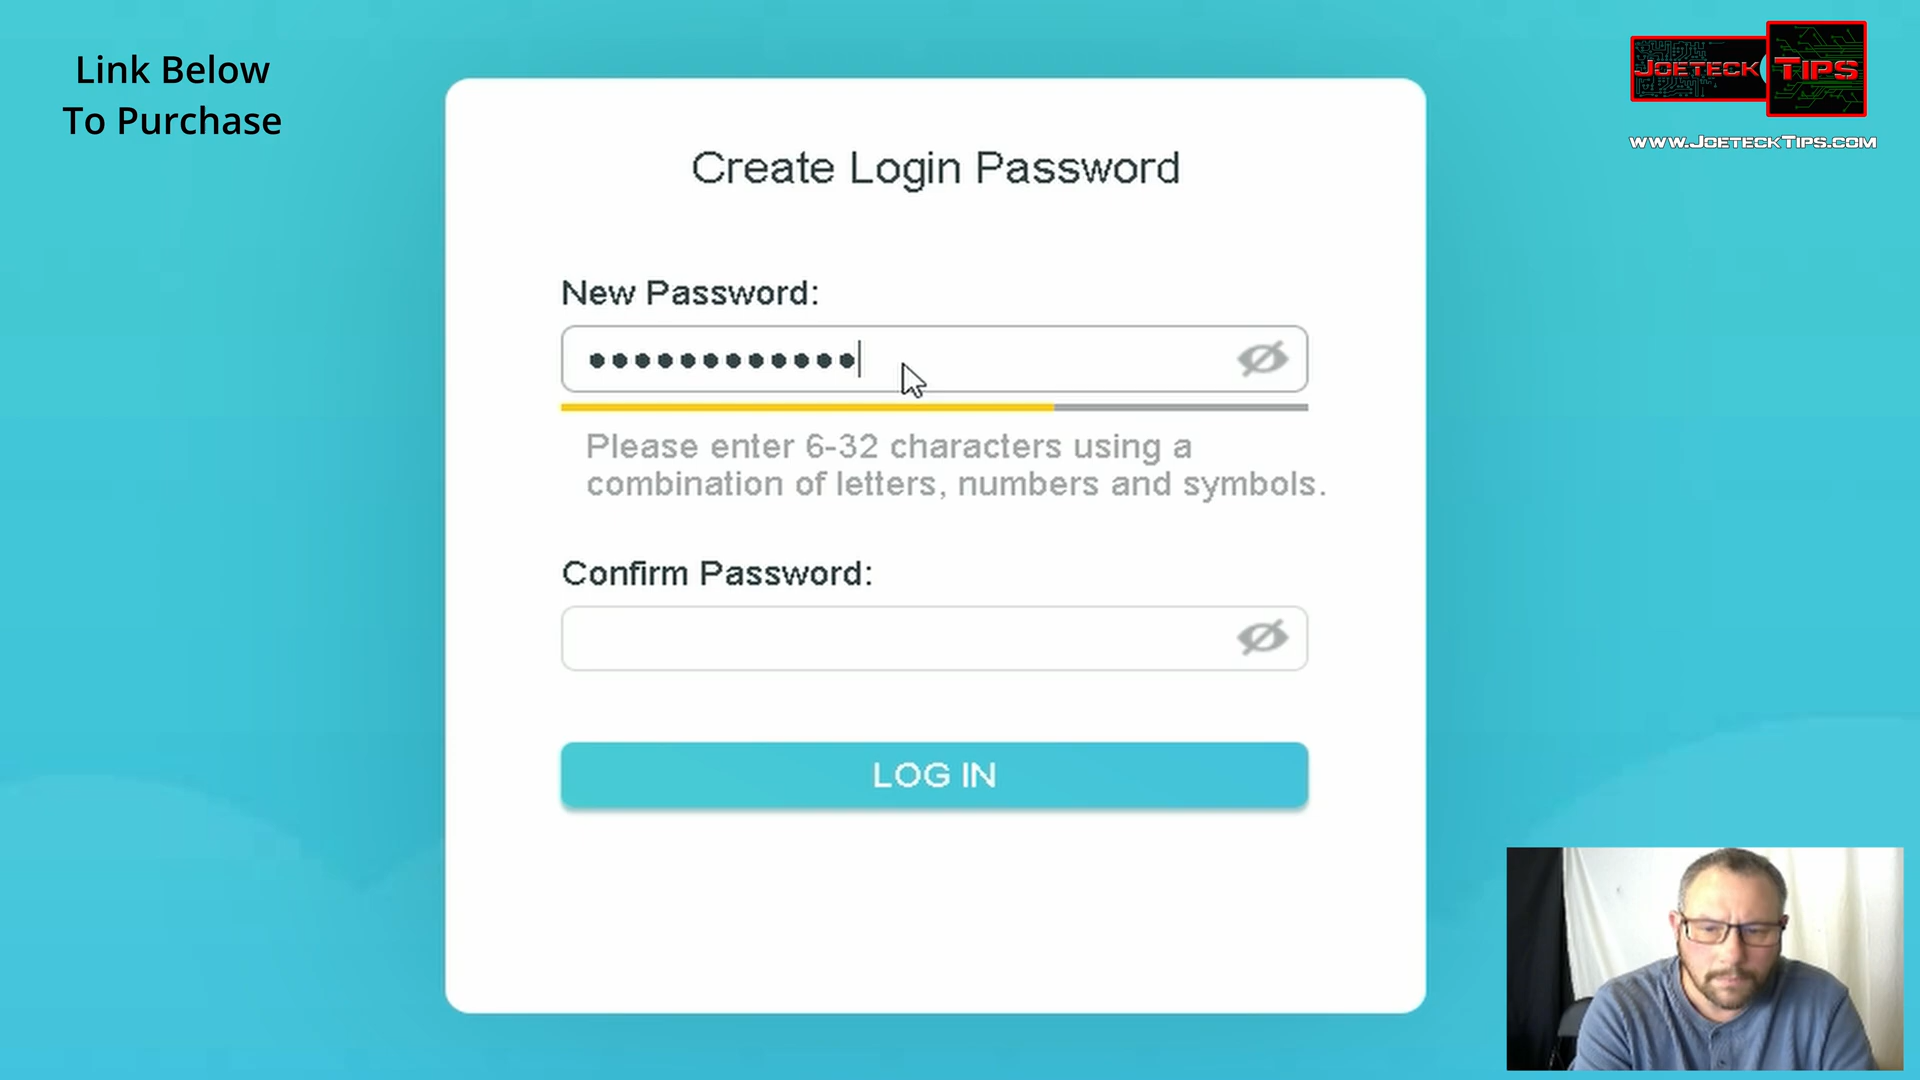 Link Below
To Purchase
JOETECK TIPS
WWW.JOETECKTIPS.COM
Create Login Password
New Password:
••••••••••••
Please enter 6-32 characters using a
combination of letters, numbers and symbols.
Confirm Password:
LOG IN